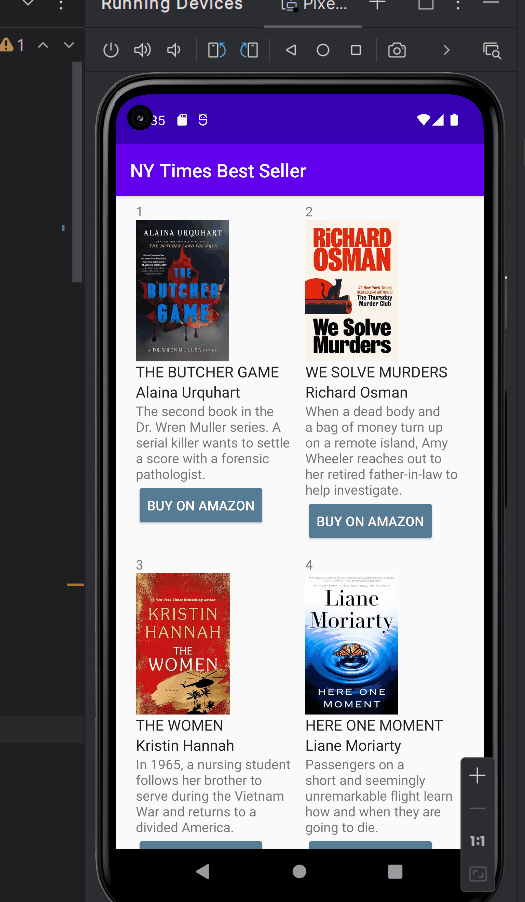 Running Devices
Pixe...
1
35
NY Times Best Seller
1
ALAINA URQUHART
THE
BUTCHER
GAME
A DR. WREN MULLER NOVEL
THE BUTCHER GAME
Alaina Urquhart
The second book in the
Dr. Wren Muller series. A
serial killer wants to settle
a score with a forensic
pathologist.
BUY ON AMAZON
2
RICHARD
OSMAN
The Thursday
Murder Club
We Solve
Murders
WE SOLVE MURDERS
Richard Osman
When a dead body and
a bag of money turn up
on a remote island, Amy
Wheeler reaches out to
her retired father-in-law to
help investigate.
BUY ON AMAZON
3
KRISTIN
HANNAH
THE
WOMEN
THE WOMEN
Kristin Hannah
In 1965, a nursing student
follows her brother to
serve during the Vietnam
War and returns to a
divided America.
4
Liane
Moriarty
HERE ONE
MOMENT
HERE ONE MOMENT
Liane Moriarty
Passengers on a
short and seemingly
unremarkable flight learn
how and when they are
going to die.
1:1